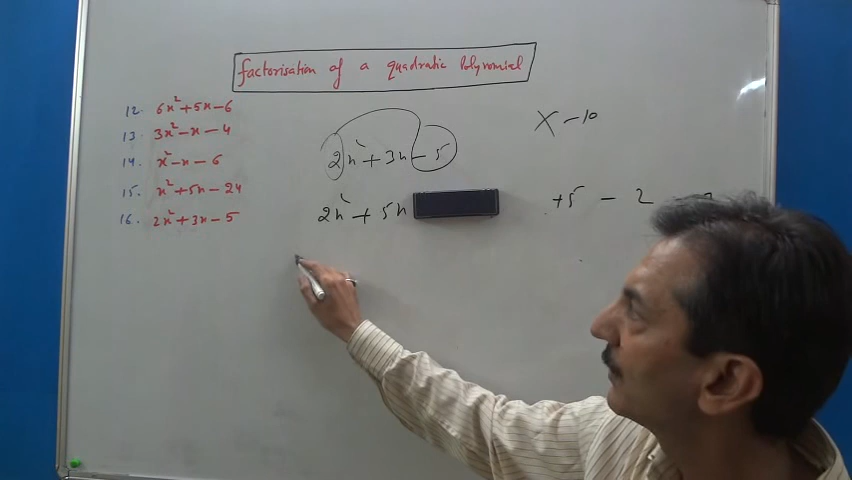 factorisation of a quadratic Polynomial
12. 6x²+5x-6
13. 3x²-x-4
14. x²-x-6
15. x²+5x-24
16. 2x²+3x-5
2x²+3x-5
2x²+5x
X -10
+5 - 2